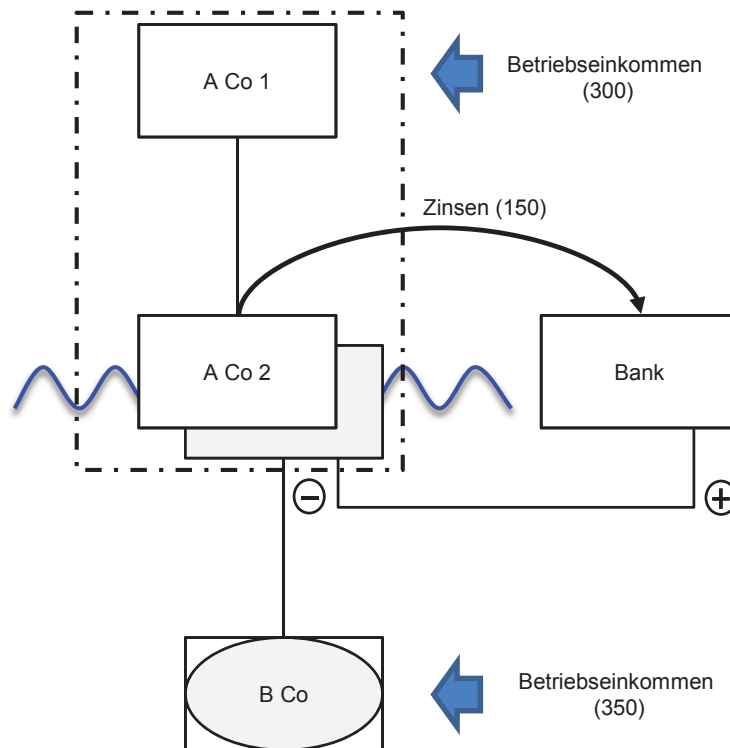 A Co 1
Betriebseinkommen
(300)
Zinsen (150)
A Co 2
Bank
−
+
B Co
Betriebseinkommen
(350)